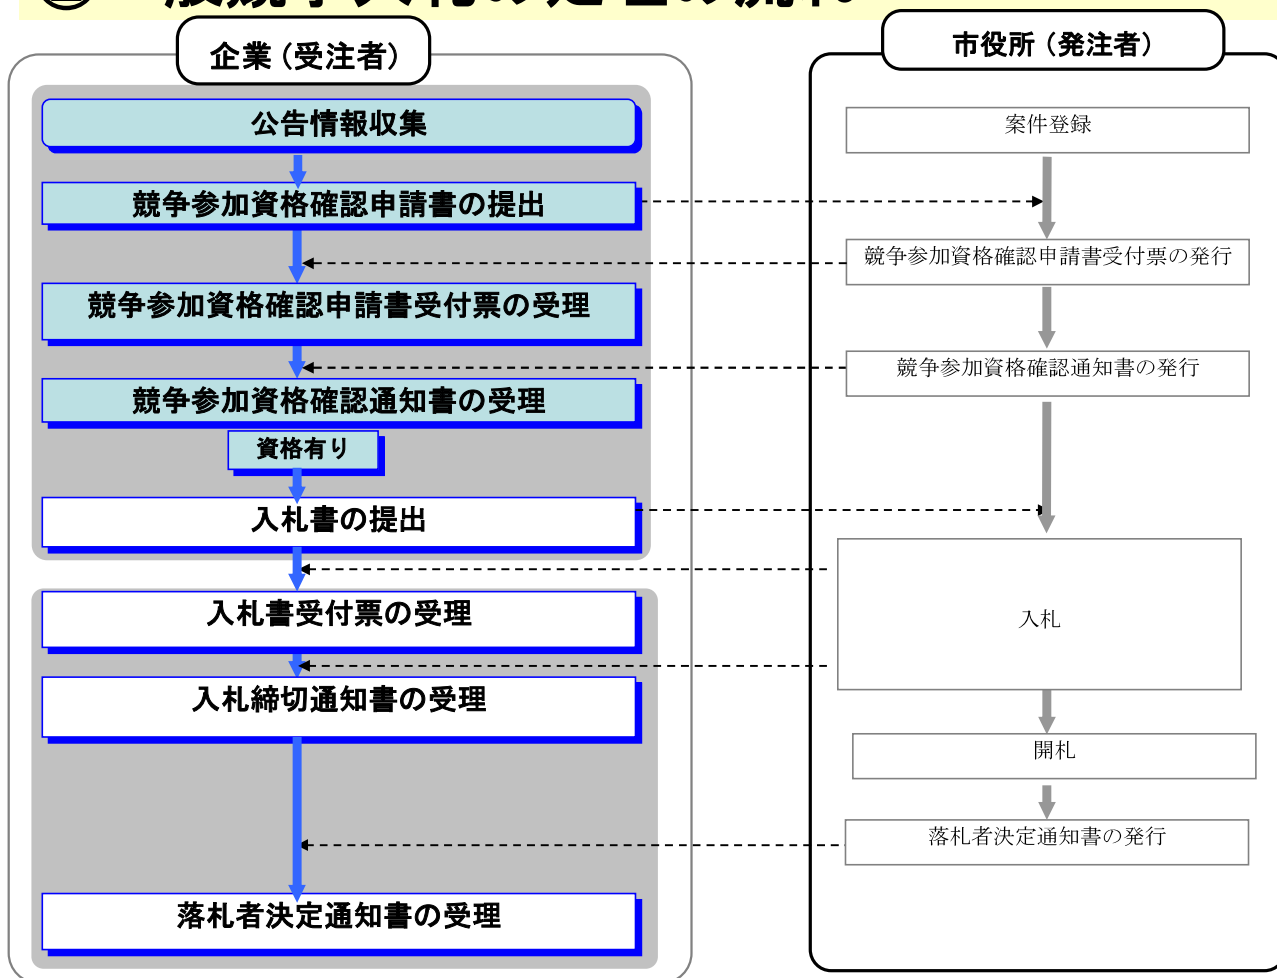 企業（受注者）
公告情報収集
競争参加資格確認申請書の提出
競争参加資格確認申請書受付票の受理
競争参加資格確認通知書の受理
資格有り
入札書の提出
入札書受付票の受理
入札締切通知書の受理
落札者決定通知書の受理
市役所（発注者）
案件登録
競争参加資格確認申請書受付票の発行
競争参加資格確認通知書の発行
入札
開札
落札者決定通知書の発行